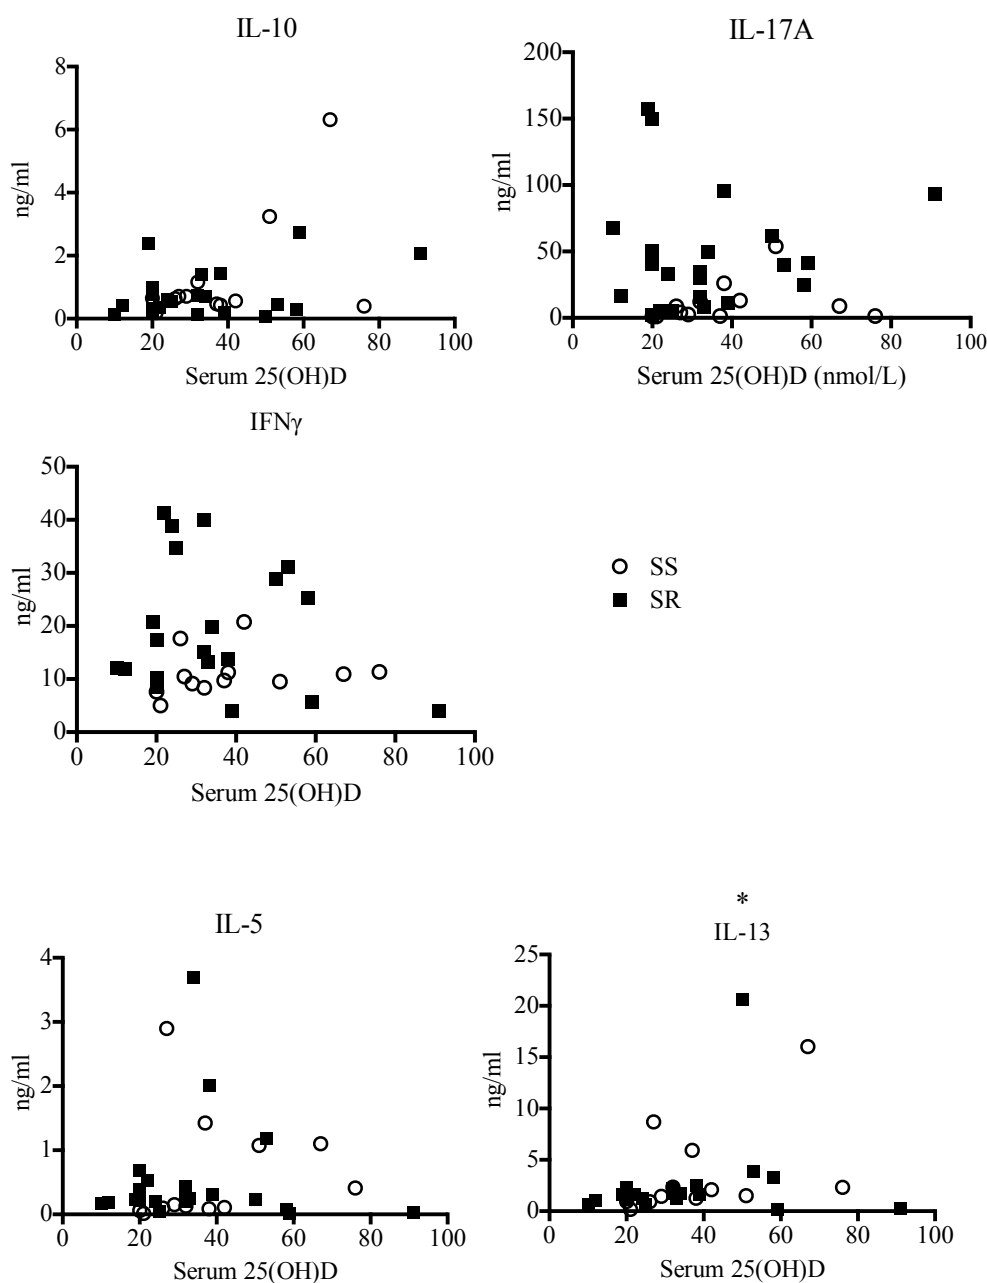 IL-10
8
6
4
2
0
ng/ml
0 20 40 60 80 100
Serum 25(OH)D
IL-17A
200
150
100
50
0
ng/ml
0 20 40 60 80 100
Serum 25(OH)D (nmol/L)
IFNγ
50
40
30
20
10
0
ng/ml
0 20 40 60 80 100
Serum 25(OH)D
SS
SR
IL-5
4
3
2
1
0
ng/ml
0 20 40 60 80 100
Serum 25(OH)D
*
IL-13
25
20
15
10
5
0
ng/ml
0 20 40 60 80 100
Serum 25(OH)D